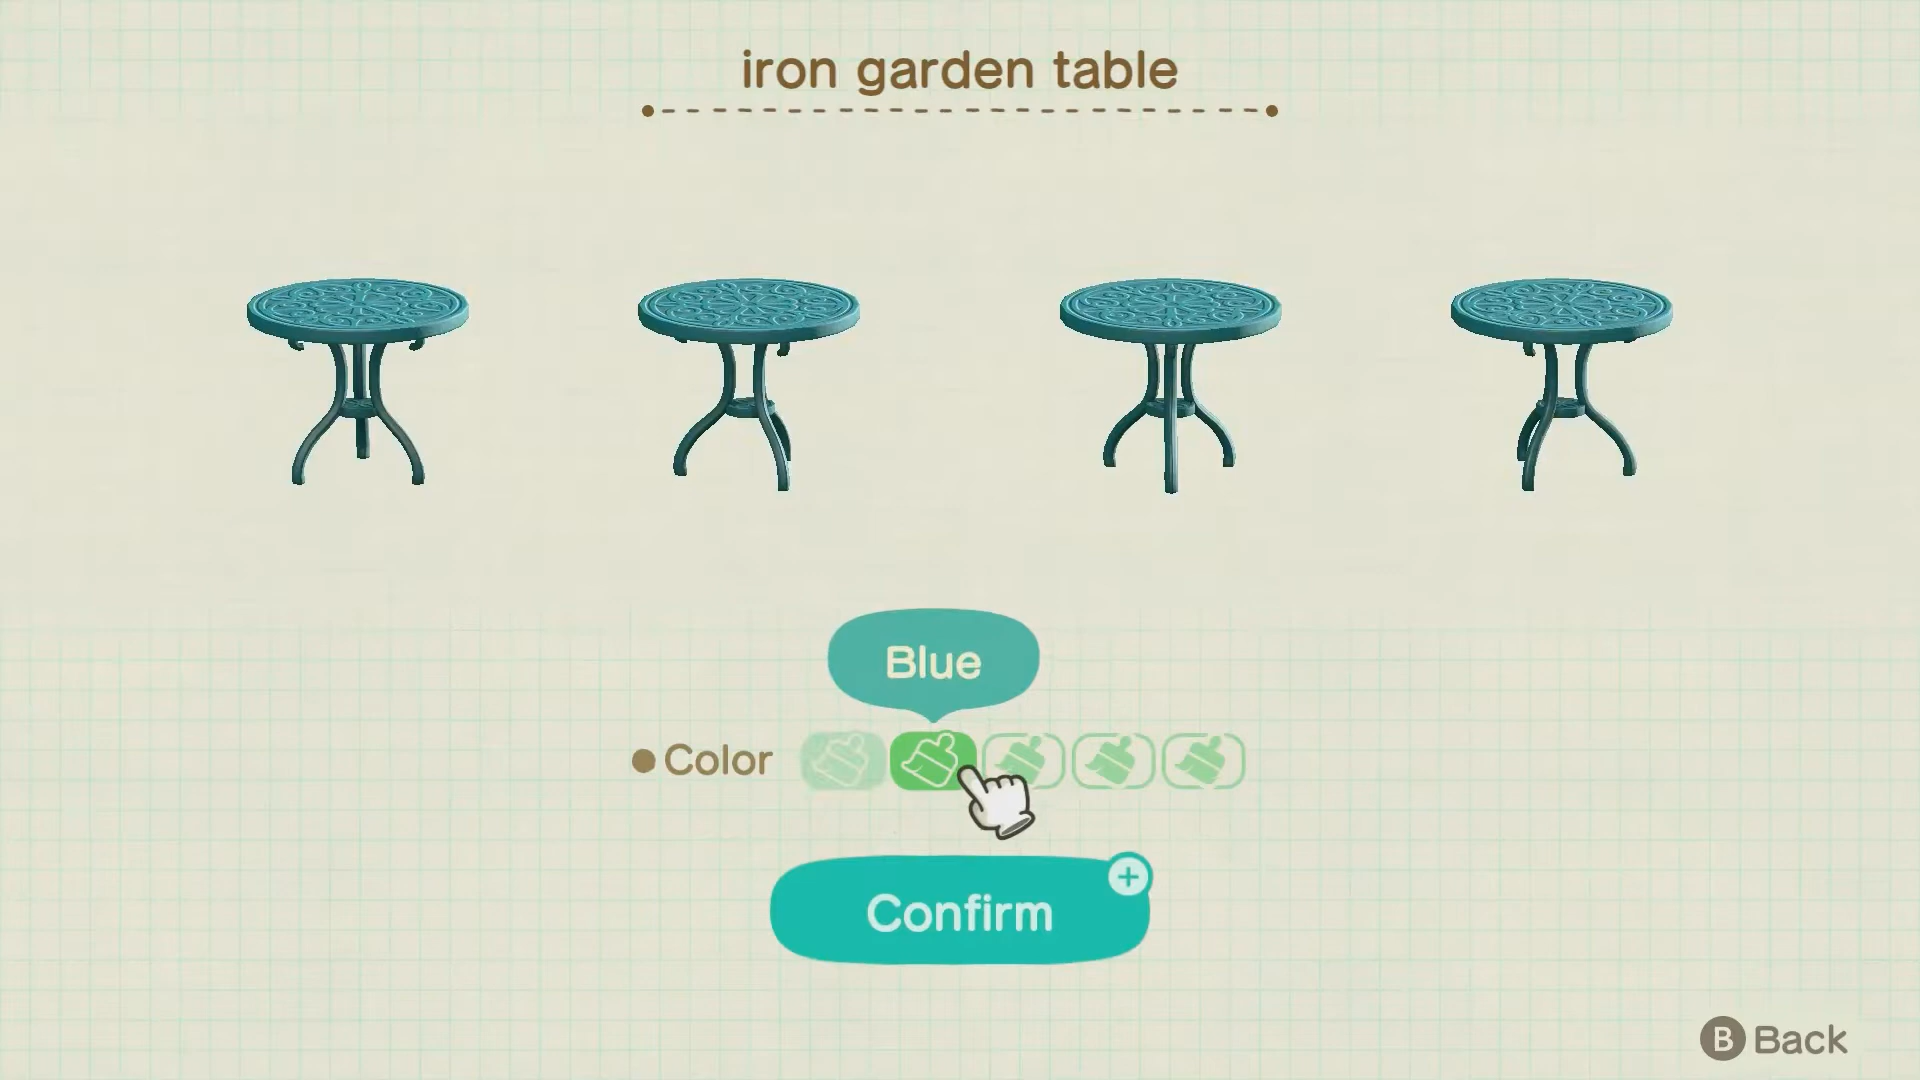 iron garden table
Blue
Color
Confirm
B Back